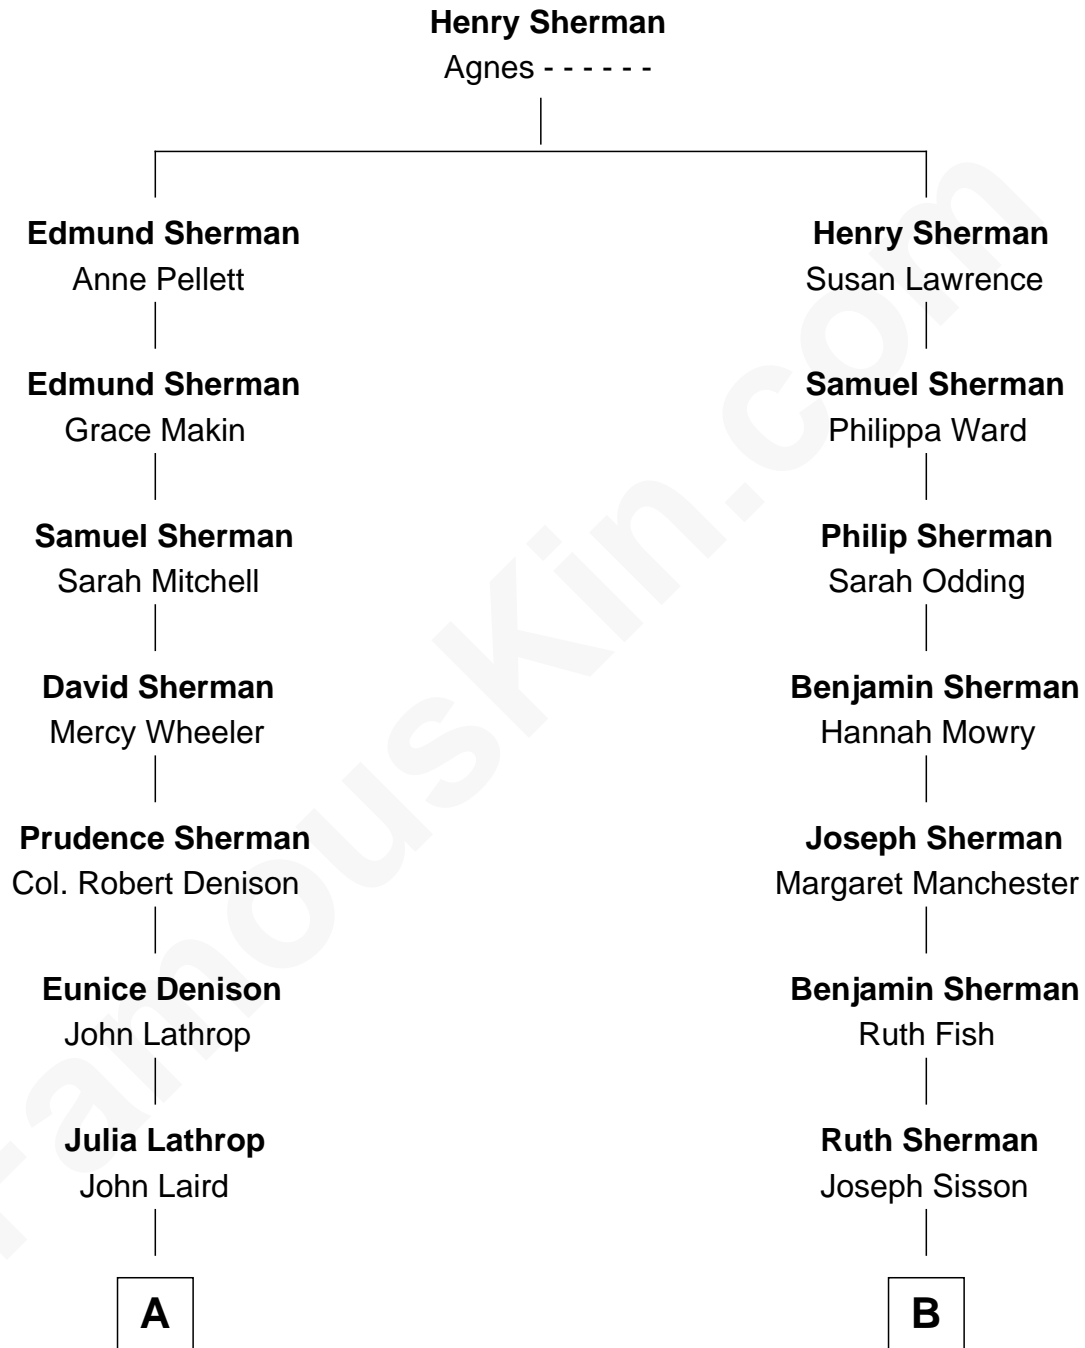 Henry Sherman
Agnes - - - - - -
Edmund Sherman
Anne Pellett
Henry Sherman
Susan Lawrence
Edmund Sherman
Grace Makin
Samuel Sherman
Philippa Ward
Samuel Sherman
Sarah Mitchell
Philip Sherman
Sarah Odding
David Sherman
Mercy Wheeler
Benjamin Sherman
Hannah Mowry
Prudence Sherman
Col. Robert Denison
Joseph Sherman
Margaret Manchester
Eunice Denison
John Lathrop
Benjamin Sherman
Ruth Fish
Julia Lathrop
John Laird
Ruth Sherman
Joseph Sisson
A
B
FamousKin.com